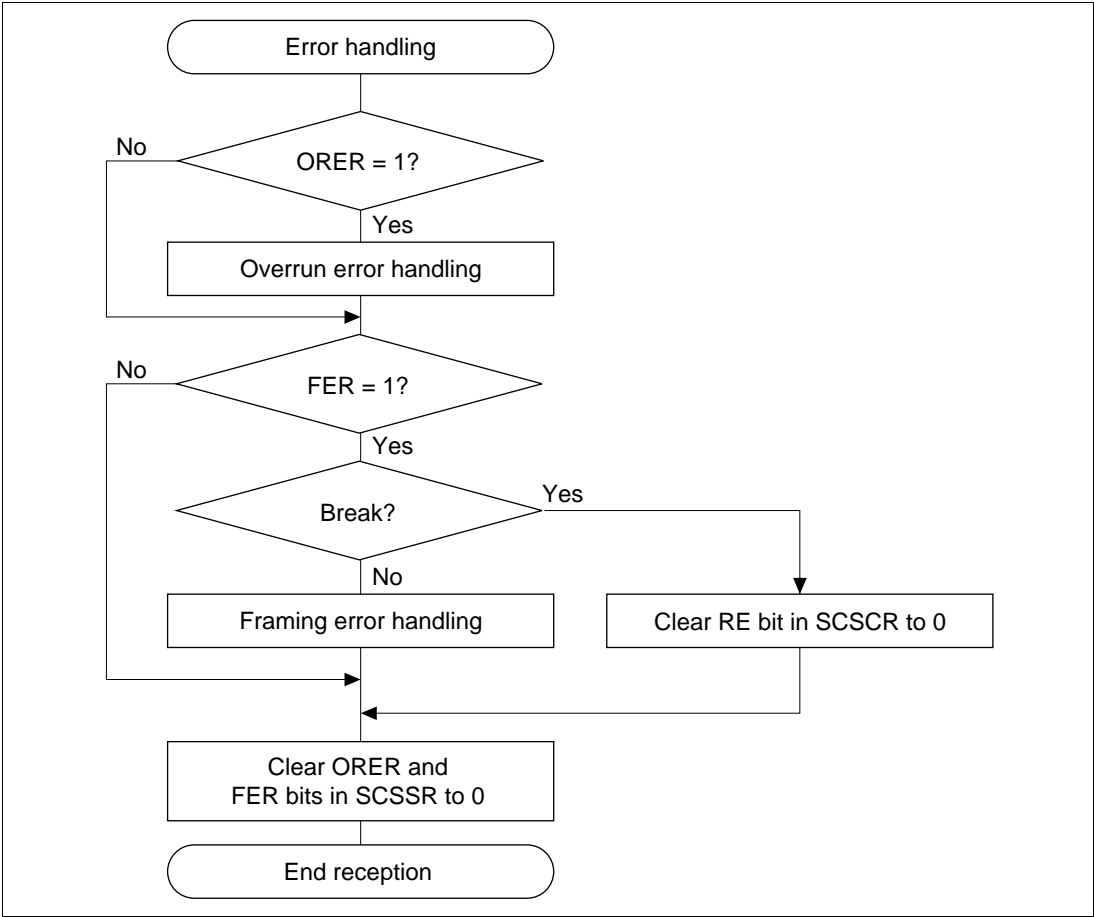 Error handling
No
ORER = 1?
Yes
Overrun error handling
No
FER = 1?
Yes
Break?
Yes
No
Framing error handling
Clear RE bit in SCSCR to 0
Clear ORER and
FER bits in SCSSR to 0
End reception